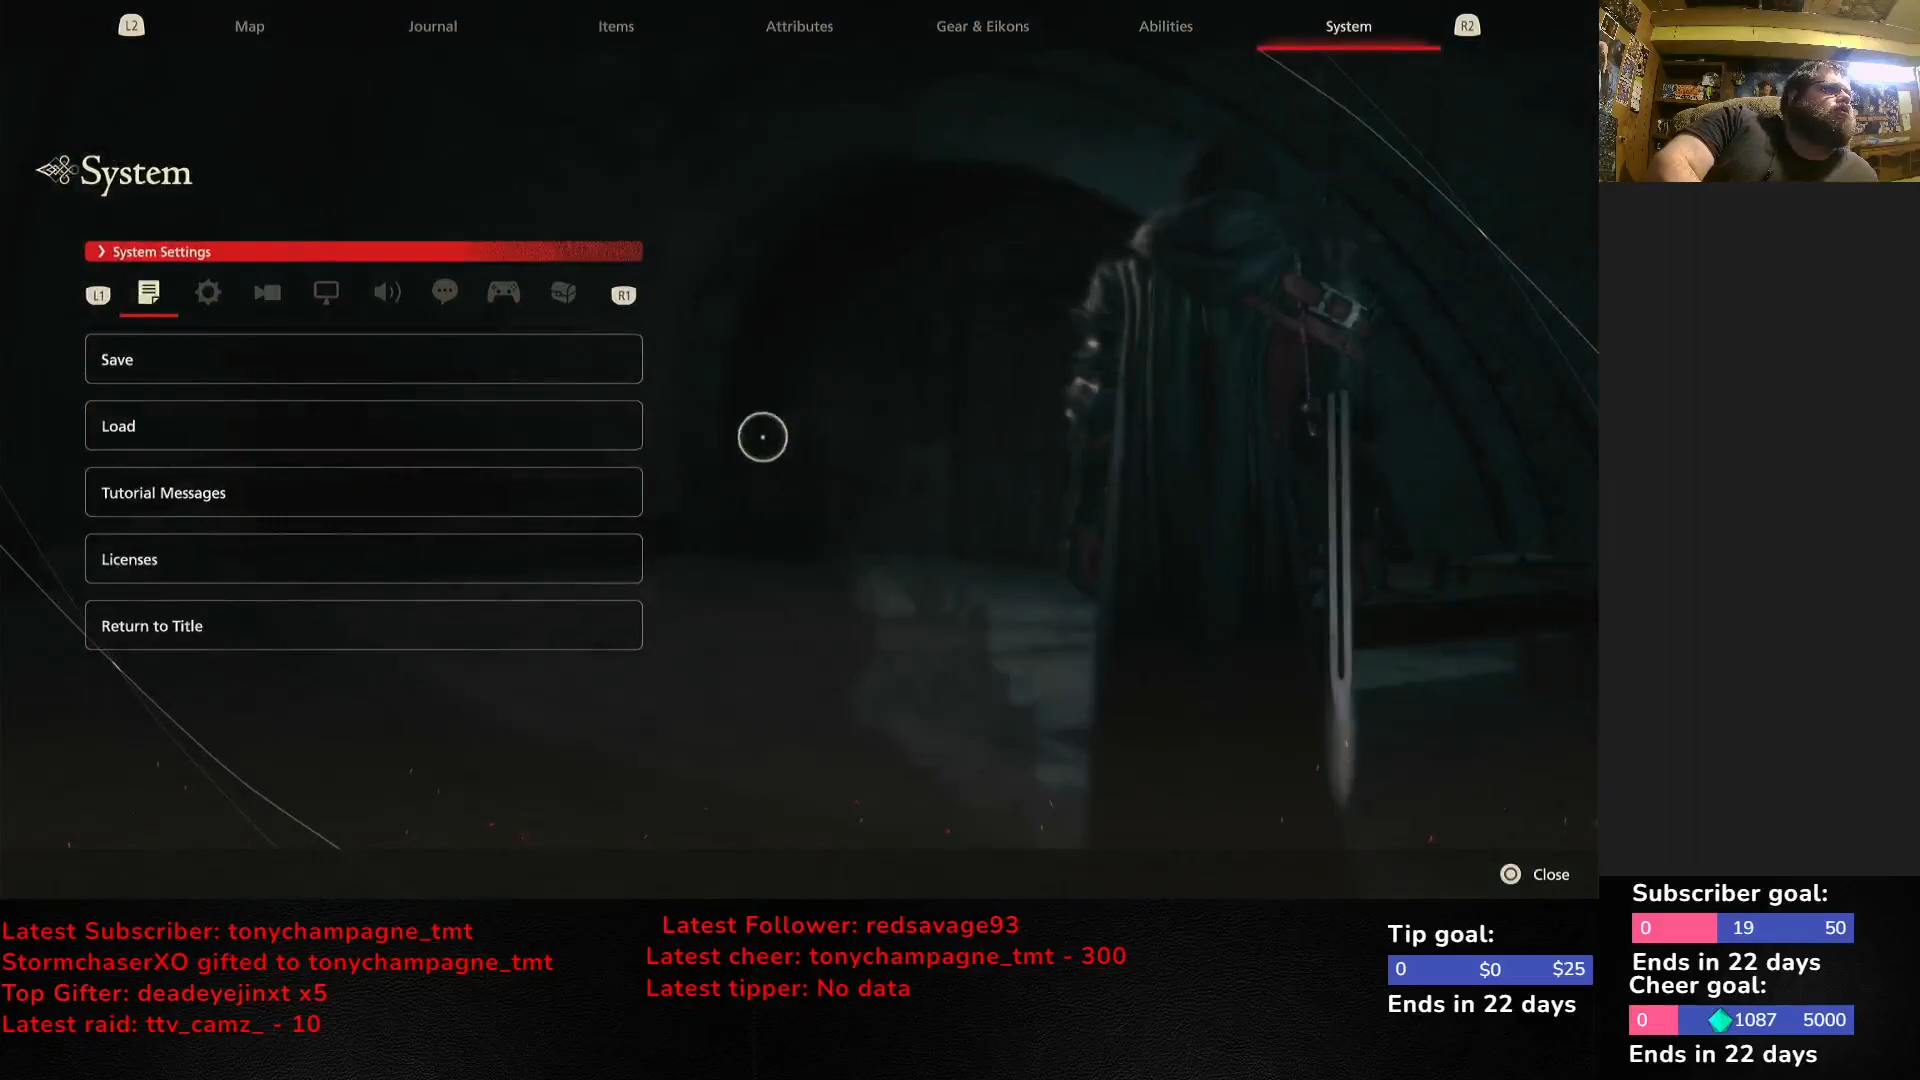 L2
Map
Journal
Items
Attributes
Gear & Eikons
Abilities
System
R2
System
System Settings
L1
R1
Save
Load
Tutorial Messages
Licenses
Return to Title
Close
Latest Subscriber: tonychampagne_tmt
StormchaserXO gifted to tonychampagne_tmt
Top Gifter: deadeyejinxt x5
Latest raid: ttv_camz_ - 10
Latest Follower: redsavage93
Latest cheer: tonychampagne_tmt - 300
Latest tipper: No data
Tip goal:
0 $0 $25
Ends in 22 days
Subscriber goal:
0 19 50
Ends in 22 days
Cheer goal:
0 1087 5000
Ends in 22 days